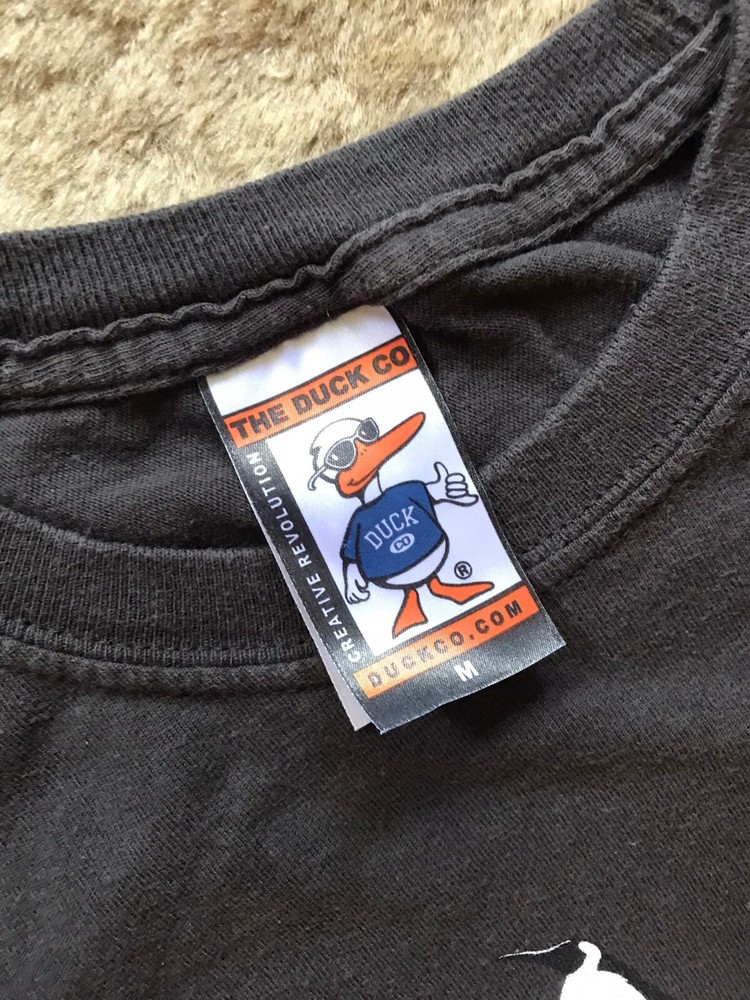 THE DUCK CO
CREATIVE REVOLUTION
DUCK
CO
®
DUCKCO.COM
M